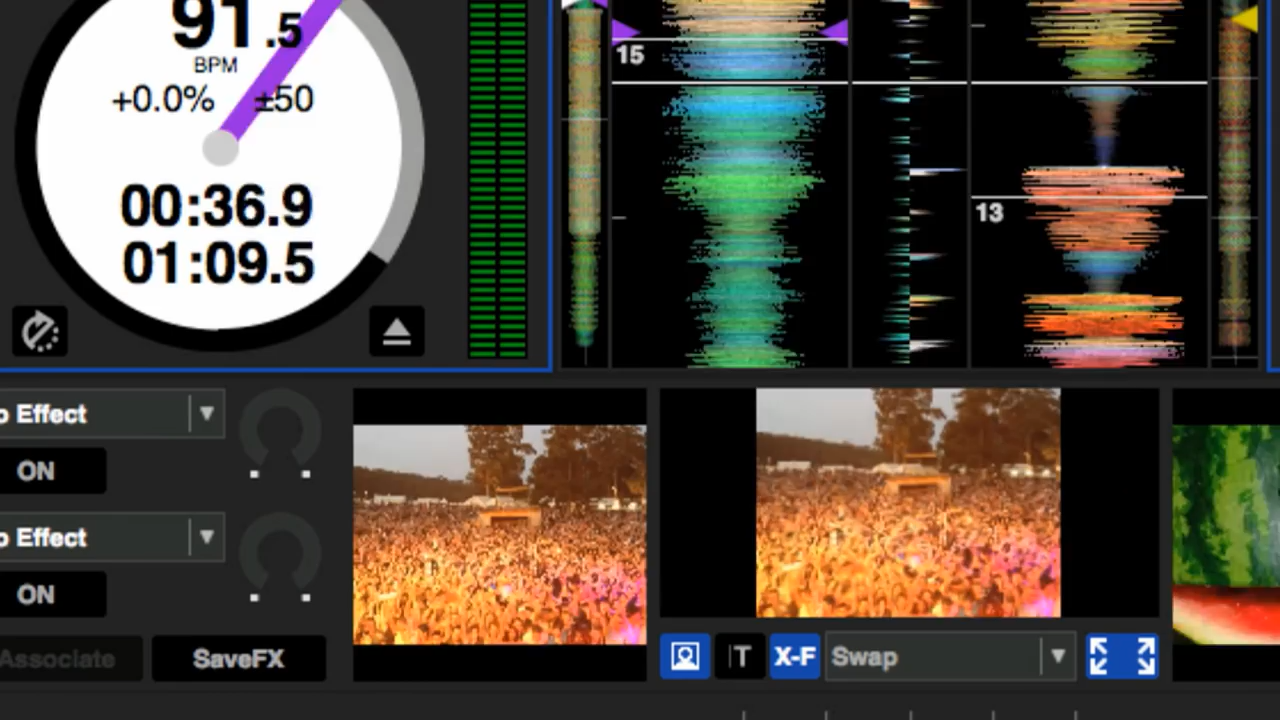 91.5
BPM
+0.0% ±50
00:36.9
01:09.5
15
13
o Effect
ON
o Effect
ON
Associate
SaveFX
T
X-F
Swap